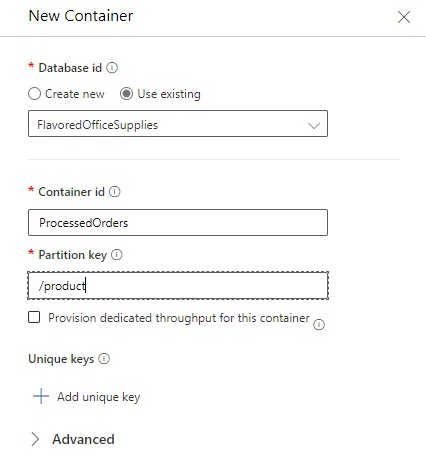 New Container
* Database id
Create new Use existing
FlavoredOfficeSupplies
* Container id
ProcessedOrders
* Partition key
/product
Provision dedicated throughput for this container
Unique keys
Add unique key
Advanced